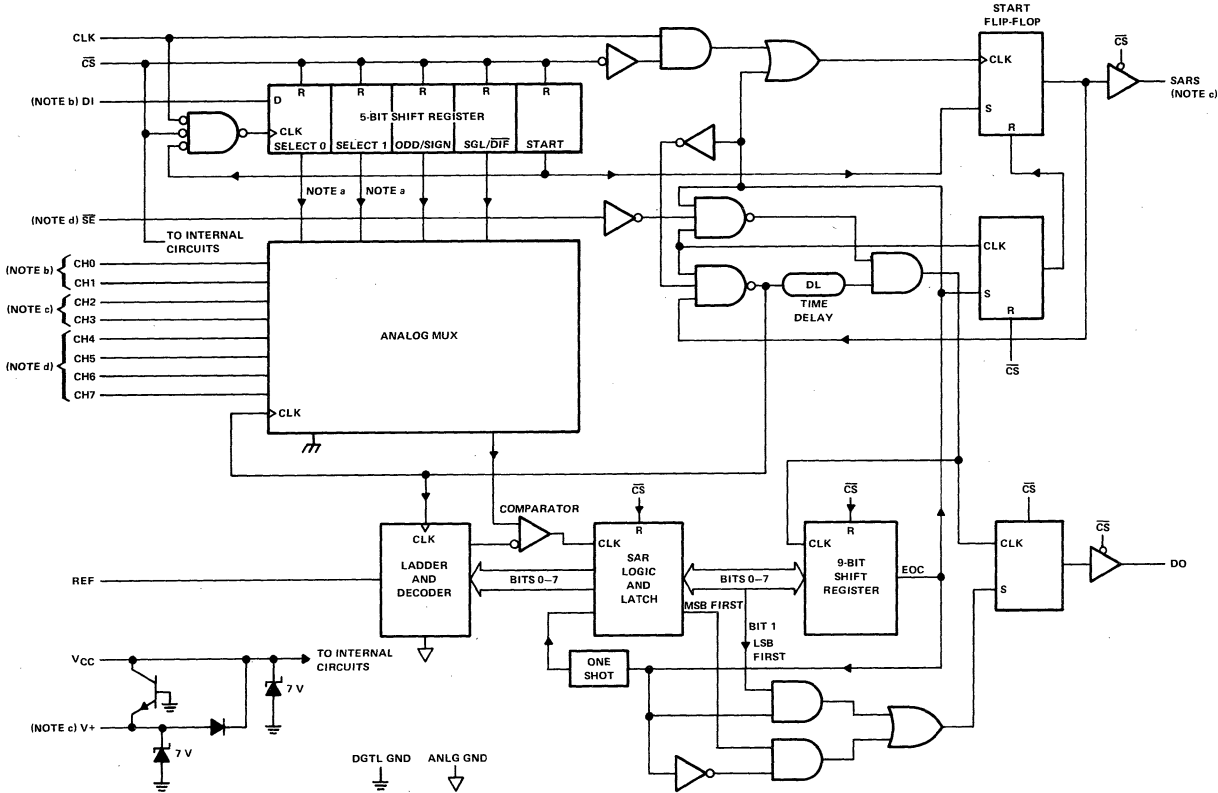 START
FLIP-FLOP
CLK
CS
CLK
SARS
(NOTE c)
S
R
CS
(NOTE b) DI
D
R
R
R
R
R
5-BIT SHIFT REGISTER
CLK
SELECT 0
SELECT 1
ODD/SIGN
SGL/DIF
START
NOTE a
NOTE a
(NOTE d) SE
TO INTERNAL
CIRCUITS
CLK
S
R
CS
DL
TIME
DELAY
(NOTE b)
CH0
CH1
(NOTE c)
CH2
CH3
(NOTE d)
CH4
CH5
CH6
CH7
ANALOG MUX
CLK
COMPARATOR
CS
CS
CS
CS
CLK
LADDER
AND
DECODER
REF
BITS 0–7
CLK
R
SAR
LOGIC
AND
LATCH
BITS 0–7
MSB FIRST
BIT 1
LSB
FIRST
CLK
R
9-BIT
SHIFT
REGISTER
EOC
CLK
S
DO
ONE
SHOT
VCC
TO INTERNAL
CIRCUITS
7 V
(NOTE c) V+
7 V
DGTL GND
ANLG GND